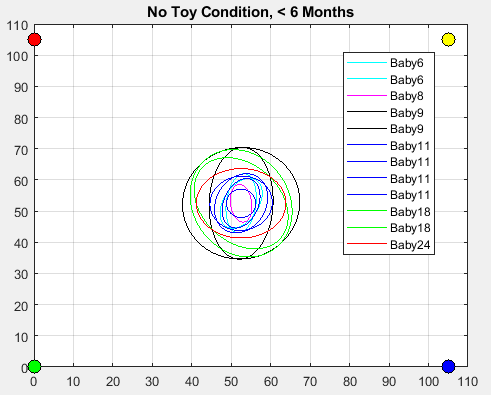 No Toy Condition, < 6 Months
110
100
90
80
70
60
50
40
30
20
10
0
Baby6
Baby6
Baby8
Baby9
Baby9
Baby11
Baby11
Baby11
Baby11
Baby18
Baby18
Baby24
0 10 20 30 40 50 60 70 80 90 100 110